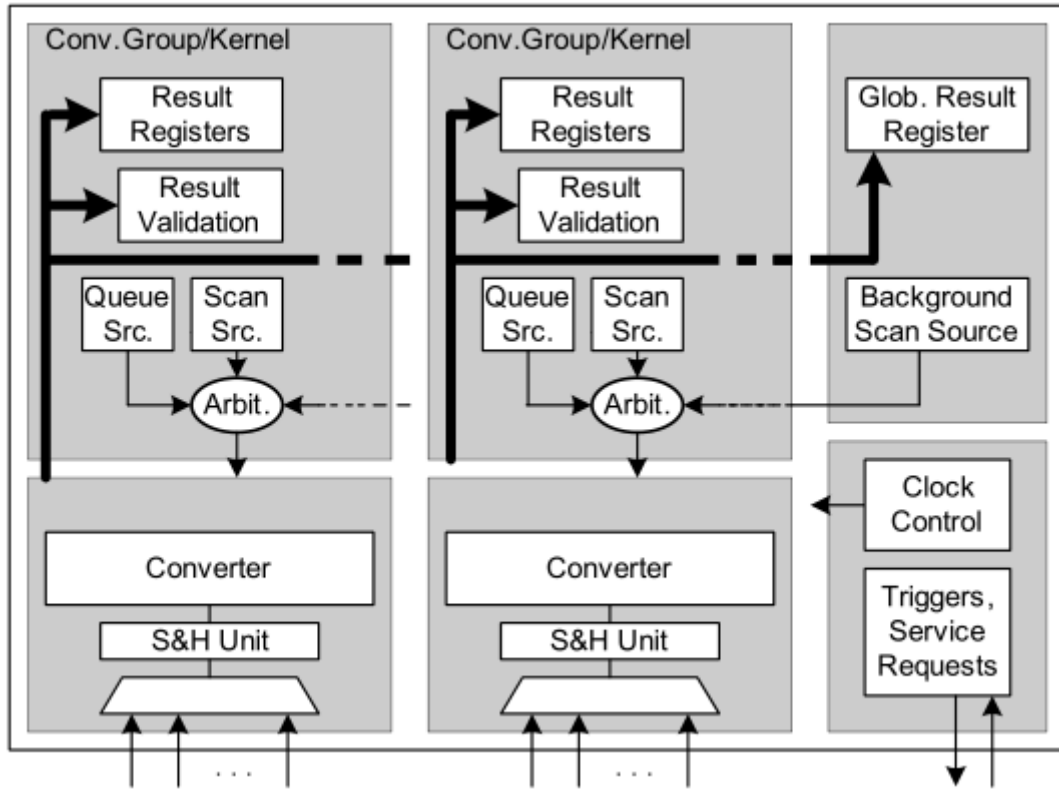 Conv.Group/Kernel
Result
Registers
Result
Validation
Queue
Src.
Scan
Src.
Arbit.
Converter
S&H Unit
. . .
Conv.Group/Kernel
Result
Registers
Result
Validation
Queue
Src.
Scan
Src.
Arbit.
Converter
S&H Unit
. . .
Glob. Result
Register
Background
Scan Source
Clock
Control
Triggers,
Service
Requests